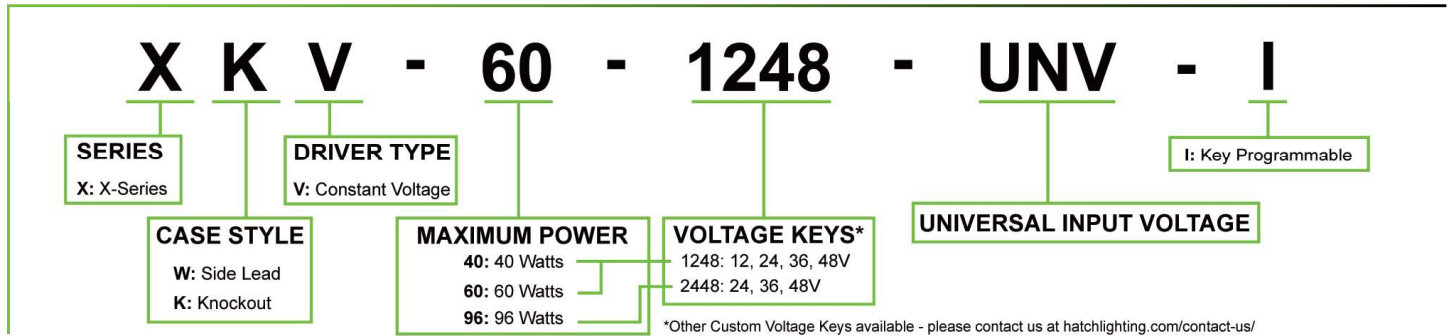 X K V - 60 - 1248 - UNV - I
SERIES
X: X-Series
DRIVER TYPE
V: Constant Voltage
I: Key Programmable
CASE STYLE
W: Side Lead
K: Knockout
MAXIMUM POWER
40: 40 Watts
60: 60 Watts
96: 96 Watts
VOLTAGE KEYS*
1248: 12, 24, 36, 48V
2448: 24, 36, 48V
UNIVERSAL INPUT VOLTAGE
*Other Custom Voltage Keys available - please contact us at hatchlighting.com/contact-us/